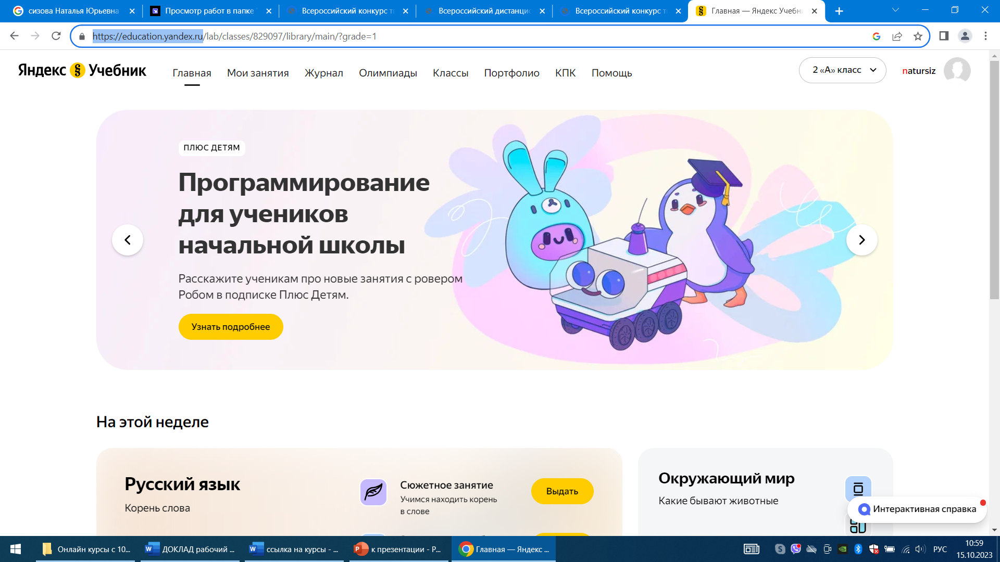 сизова Наталья Юрьевна
Просмотр работ в папке
Всероссийский конкурс
Всероссийский дистанцио
Всероссийский конкурс
Главная — Яндекс Учебн
https://education.yandex.ru/lab/classes/829097/library/main/?grade=1
Яндекс Учебник
Главная
Мои занятия
Журнал
Олимпиады
Классы
Портфолио
КПК
Помощь
2 «А» класс
natursiz
ПЛЮС ДЕТЯМ
Программирование
для учеников
начальной школы
Расскажите ученикам про новые занятия с ровером
Робом в подписке Плюс Детям.
Узнать подробнее
На этой неделе
Русский язык
Корень слова
Сюжетное занятие
Учимся находить корень
в слове
Выдать
Окружающий мир
Какие бывают животные
Интерактивная справка
Онлайн курсы с 10...
ДОКЛАД рабочий ...
ссылка на курсы - ...
к презентации - P...
Главная — Яндекс ...
РУС
10:59
15.10.2023